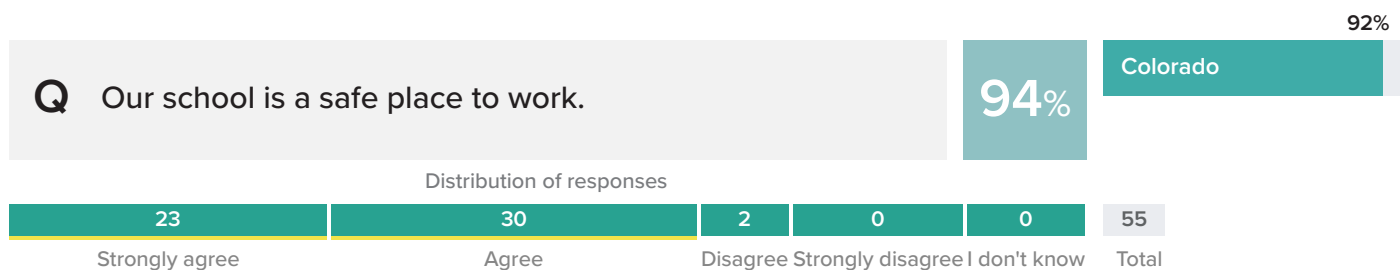 92%
Q Our school is a safe place to work.
94%
Colorado
Distribution of responses
23 30 2 0 0 55
Strongly agree Agree Disagree Strongly disagree I don't know Total